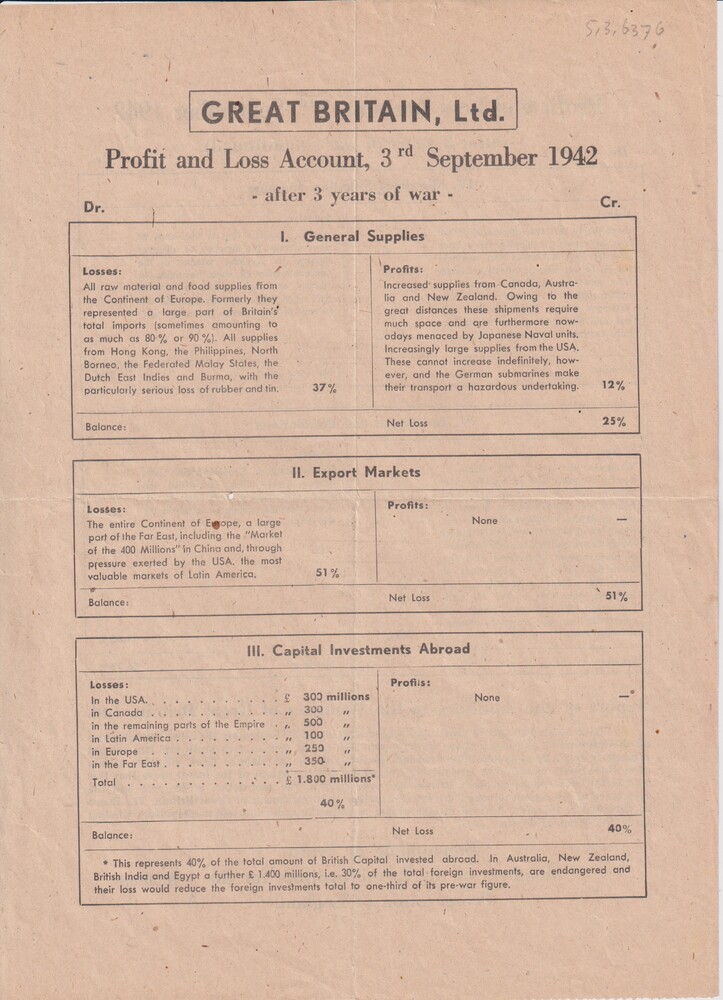 5,3,6376
GREAT BRITAIN, Ltd.
Profit and Loss Account, 3rd September 1942
- after 3 years of war -
Dr.
Cr.
I. General Supplies
Losses:
All raw material and food supplies from
the Continent of Europe. Formerly they
represented a large part of Britain's
total imports (sometimes amounting to
as much as 80 % or 90 %). All supplies
from Hong Kong, the Philippines, North
Borneo, the Federated Malay States, the
Dutch East Indies and Burma, with the
particularly serious loss of rubber and tin. 37%
Profits:
Increased supplies from Canada, Austra-
lia and New Zealand. Owing to the
great distances these shipments require
much space and are furthermore now-
adays menaced by Japanese Naval units.
Increasingly large supplies from the USA.
These cannot increase indefinitely, how-
ever, and the German submarines make
their transport a hazardous undertaking. 12%
Balance: Net Loss 25%
II. Export Markets
Losses:
The entire Continent of Europe, a large
part of the Far East, including the "Market
of the 400 Millions" in China and, through
pressure exerted by the USA. the most
valuable markets of Latin America, 51%
Profits:
None —
Balance: Net Loss 51%
III. Capital Investments Abroad
Losses:
In the USA. . . . . . . . . . . £ 300 millions
in Canada . . . . . . . . . . „ 300 „
in the remaining parts of the Empire . „ 500 „
in Latin America . . . . . . . . „ 100 „
in Europe . . . . . . . . . . „ 250 „
in the Far East . . . . . . . . . „ 350 „
Total . . . . . . . . . . . . £ 1.800 millions*
40%
Profits:
None —
Balance: Net Loss 40%
* This represents 40% of the total amount of British Capital invested abroad. In Australia, New Zealand,
British India and Egypt a further £ 1.400 millions, i.e. 30% of the total foreign investments, are endangered and
their loss would reduce the foreign investments total to one-third of its pre-war figure.